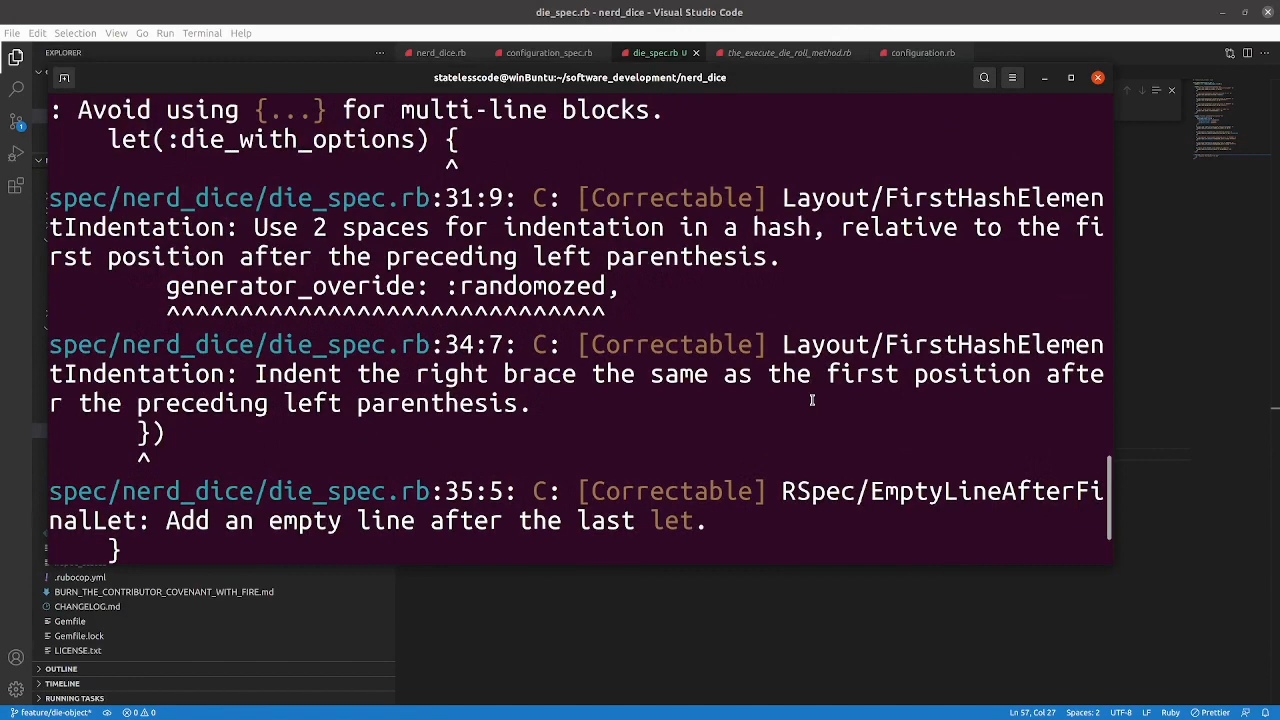 die_spec.rb - nerd_dice - Visual Studio Code
File Edit Selection View Go Run Terminal Help
EXPLORER
nerd_dice.rb configuration_spec.rb die_spec.rb U the_execute_die_roll_method.rb configuration.rb
statelesscode@winBuntu:~/software_development/nerd_dice
: Avoid using {...} for multi-line blocks.
let(:die_with_options) {
^
spec/nerd_dice/die_spec.rb:31:9: C: [Correctable] Layout/FirstHashElemen
tIndentation: Use 2 spaces for indentation in a hash, relative to the fi
rst position after the preceding left parenthesis.
generator_overide: :randomozed,
^^^^^^^^^^^^^^^^^^^^^^^^^^^^^^
spec/nerd_dice/die_spec.rb:34:7: C: [Correctable] Layout/FirstHashElemen
tIndentation: Indent the right brace the same as the first position afte
r the preceding left parenthesis.
})
^
spec/nerd_dice/die_spec.rb:35:5: C: [Correctable] RSpec/EmptyLineAfterFi
nalLet: Add an empty line after the last let.
}
.rubocop.yml
BURN_THE_CONTRIBUTOR_COVENANT_WITH_FIRE.md
CHANGELOG.md
Gemfile
Gemfile.lock
LICENSE.txt
OUTLINE
TIMELINE
RUNNING TASKS
feature/die-object* 0 0 Ln 57, Col 27 Spaces: 2 UTF-8 LF Ruby Prettier